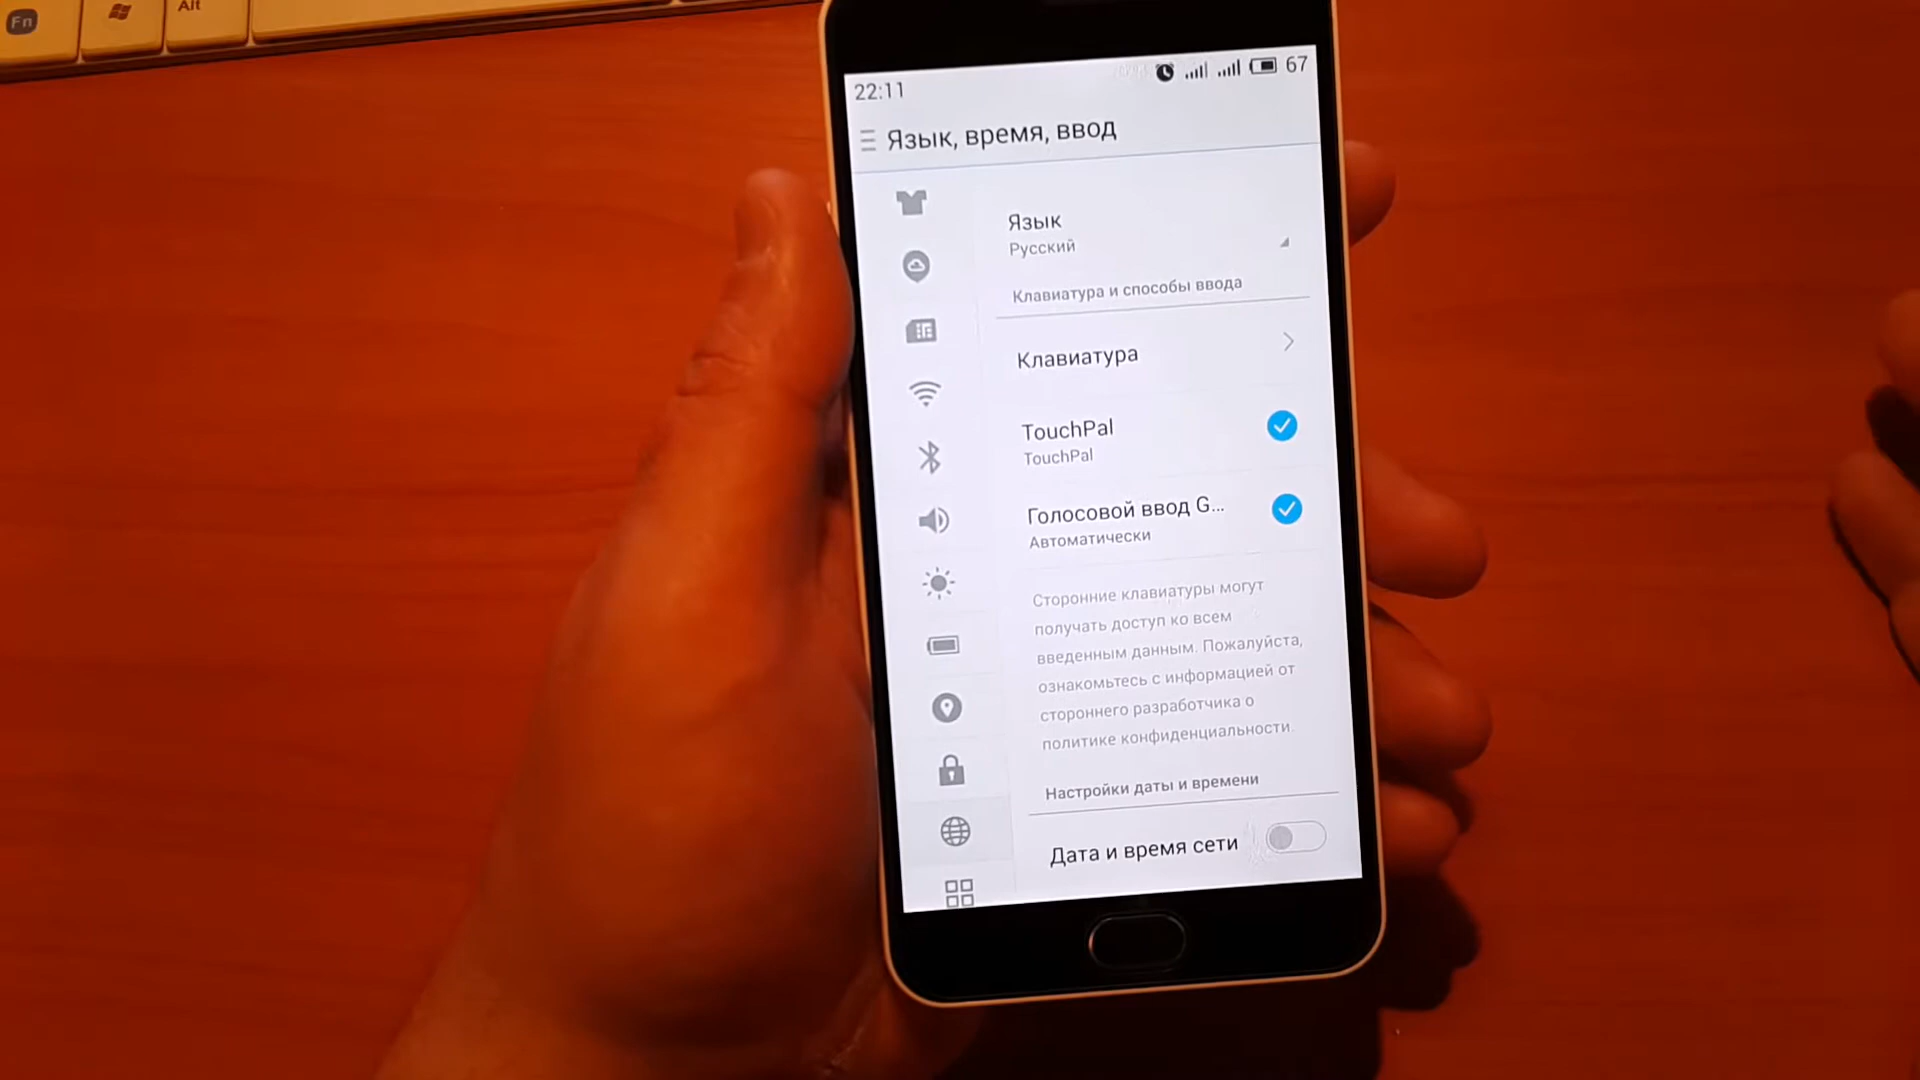 Fn
Alt
22:11
67
Язык, время, ввод
Язык
Русский
Клавиатура и способы ввода
Клавиатура
TouchPal
TouchPal
Голосовой ввод G...
Автоматически
Сторонние клавиатуры могут
получать доступ ко всем
введенным данным. Пожалуйста,
ознакомьтесь с информацией от
стороннего разработчика о
политике конфиденциальности.
Настройки даты и времени
Дата и время сети